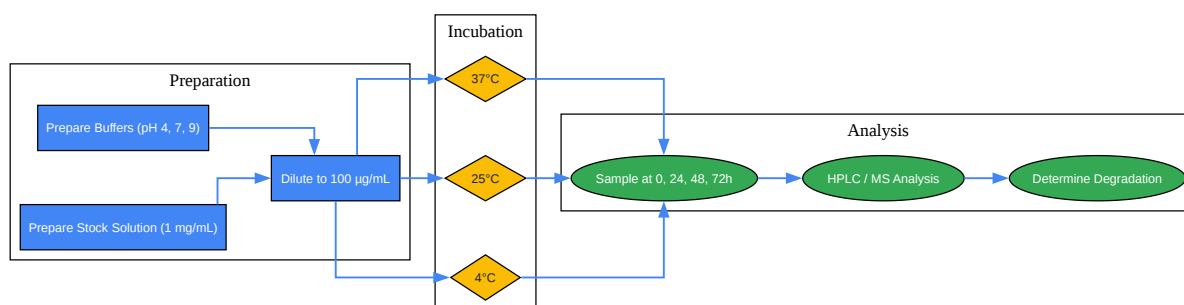 Preparation
Prepare Buffers (pH 4, 7, 9)
Prepare Stock Solution (1 mg/mL)
Dilute to 100 µg/mL
Incubation
37°C
25°C
4°C
Analysis
Sample at 0, 24, 48, 72h
HPLC / MS Analysis
Determine Degradation